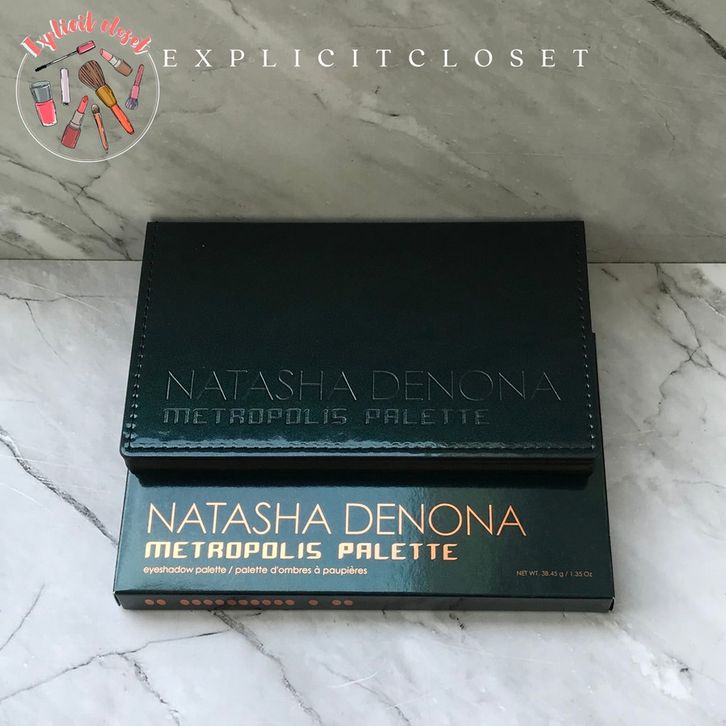 Explicit closet
EXPLICITCLOSET
NATASHA DENONA
METROPOLIS PALETTE
NATASHA DENONA
METROPOLIS PALETTE
eyeshadow palette / palette d'ombres à paupières
NET WT. 38.45 g / 1.35 Oz